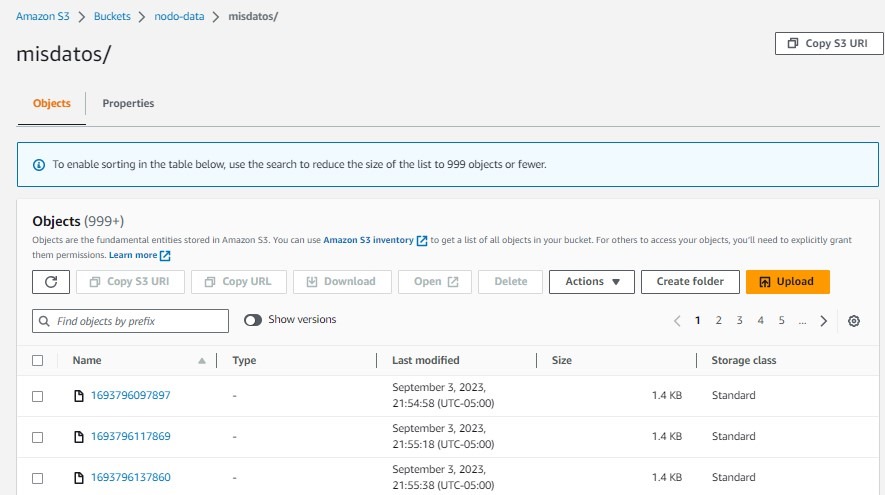 Amazon S3 > Buckets > nodo-data > misdatos/
misdatos/
Copy S3 URI
Objects Properties
To enable sorting in the table below, use the search to reduce the size of the list to 999 objects or fewer.
Objects (999+)
Objects are the fundamental entities stored in Amazon S3. You can use Amazon S3 inventory to get a list of all objects in your bucket. For others to access your objects, you'll need to explicitly grant
them permissions. Learn more
Copy S3 URI Copy URL Download Open Delete Actions Create folder Upload
Find objects by prefix Show versions 1 2 3 4 5 ...
Name Type Last modified Size Storage class
1693796097897 - September 3, 2023, 1.4 KB Standard
21:54:58 (UTC-05:00)
1693796117869 - September 3, 2023, 1.4 KB Standard
21:55:18 (UTC-05:00)
1693796137860 - September 3, 2023, 1.4 KB Standard
21:55:38 (UTC-05:00)